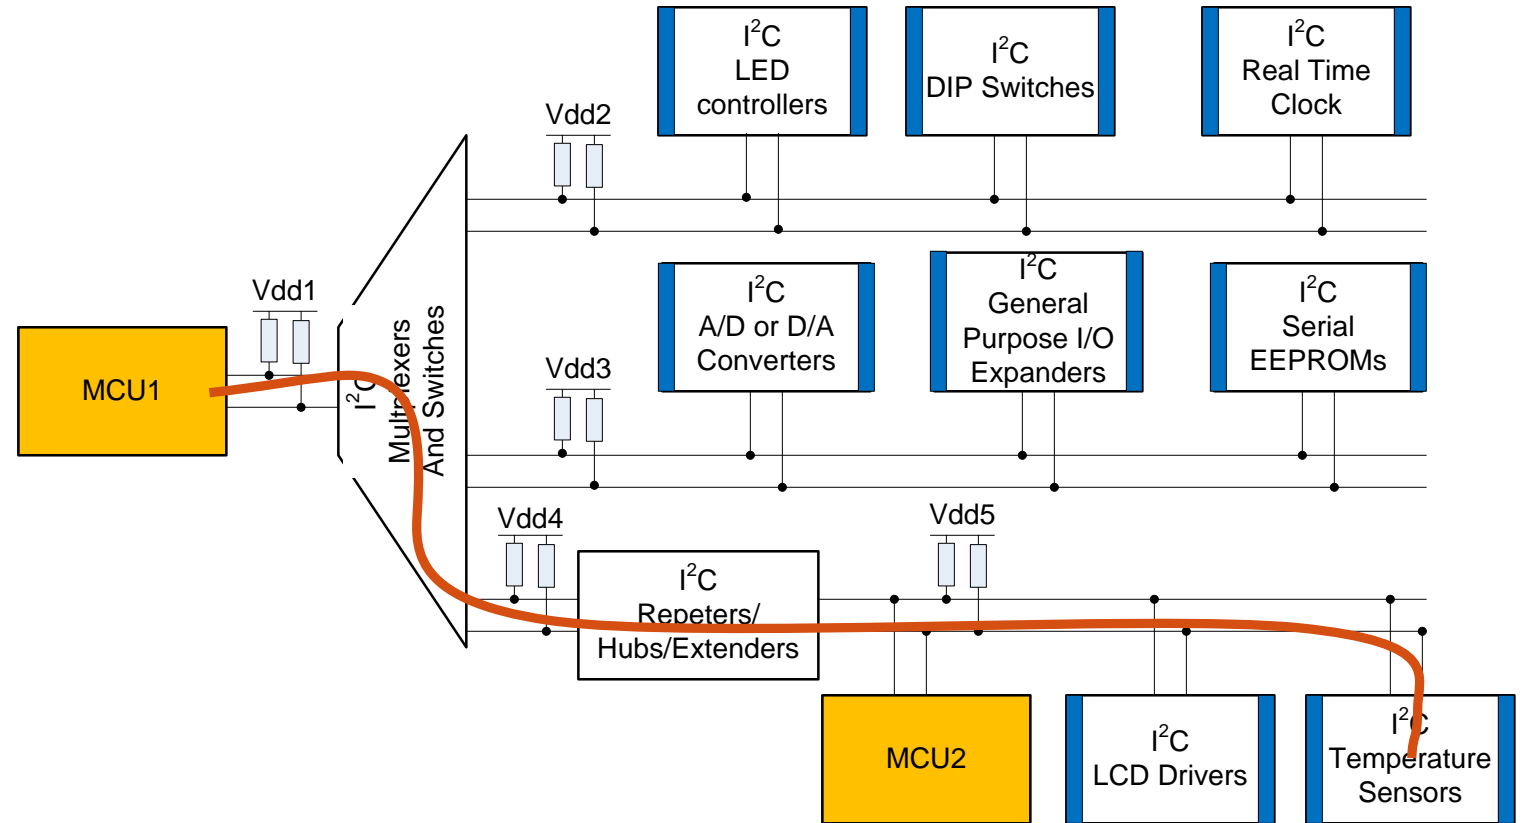 I²C
LED
controllers
I²C
DIP Switches
I²C
Real Time
Clock
Vdd2
Vdd1
MCU1
I²C
Multiplexers
And Switches
Vdd3
I²C
A/D or D/A
Converters
I²C
General
Purpose I/O
Expanders
I²C
Serial
EEPROMs
Vdd4
Vdd5
I²C
Repeters/
Hubs/Extenders
MCU2
I²C
LCD Drivers
I²C
Temperature
Sensors